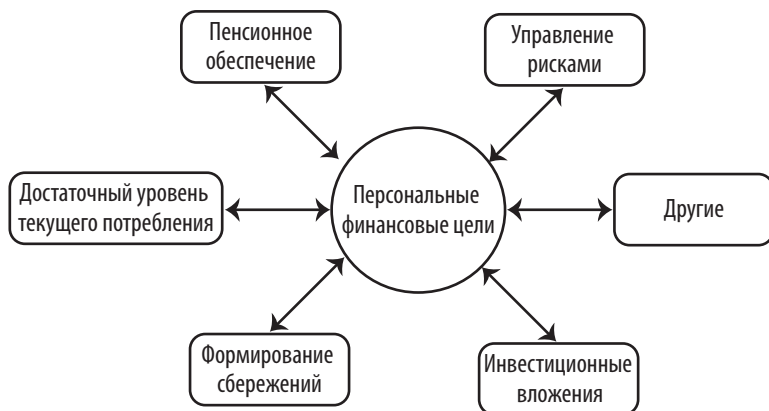 Пенсионное
обеспечение
Управление
рисками
Достаточный уровень
текущего потребления
Персональные
финансовые цели
Другие
Формирование
сбережений
Инвестиционные
вложения